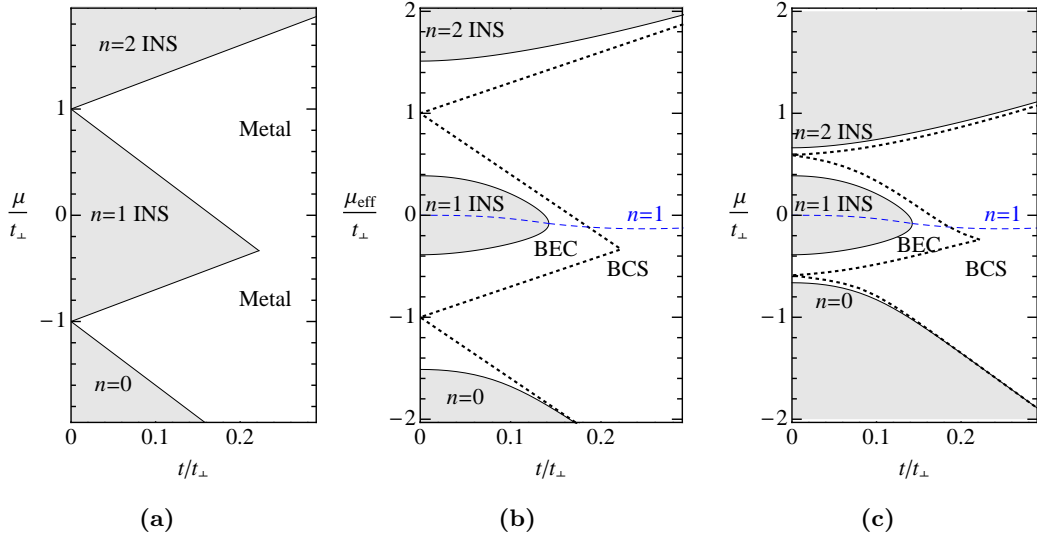 n=2 INS
Metal
n=1 INS
Metal
n=0
1
0
−1
μ/t⊥
0
0.1
0.2
t/t⊥
(a)
n=2 INS
n=1 INS
n=1
BEC
BCS
n=0
2
1
0
−1
−2
μeff/t⊥
0
0.1
0.2
t/t⊥
(b)
n=2 INS
n=1 INS
n=1
BEC
BCS
n=0
2
1
0
−1
−2
μ/t⊥
0
0.1
0.2
t/t⊥
(c)